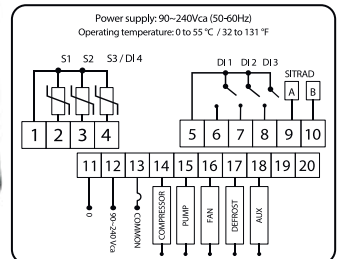 Power supply: 90~240Vca (50-60Hz)
Operating temperature: 0 to 55 °C / 32 to 131 °F
S1 S2 S3 / DI 4
DI 1 DI 2 DI 3
SITRAD
A B
1 2 3 4
5 6 7 8 9 10
11 12 13 14 15 16 17 18 19 20
0
90~240 Vca
COMMON
COMPRESSOR
PUMP
FAN
DEFROST
AUX